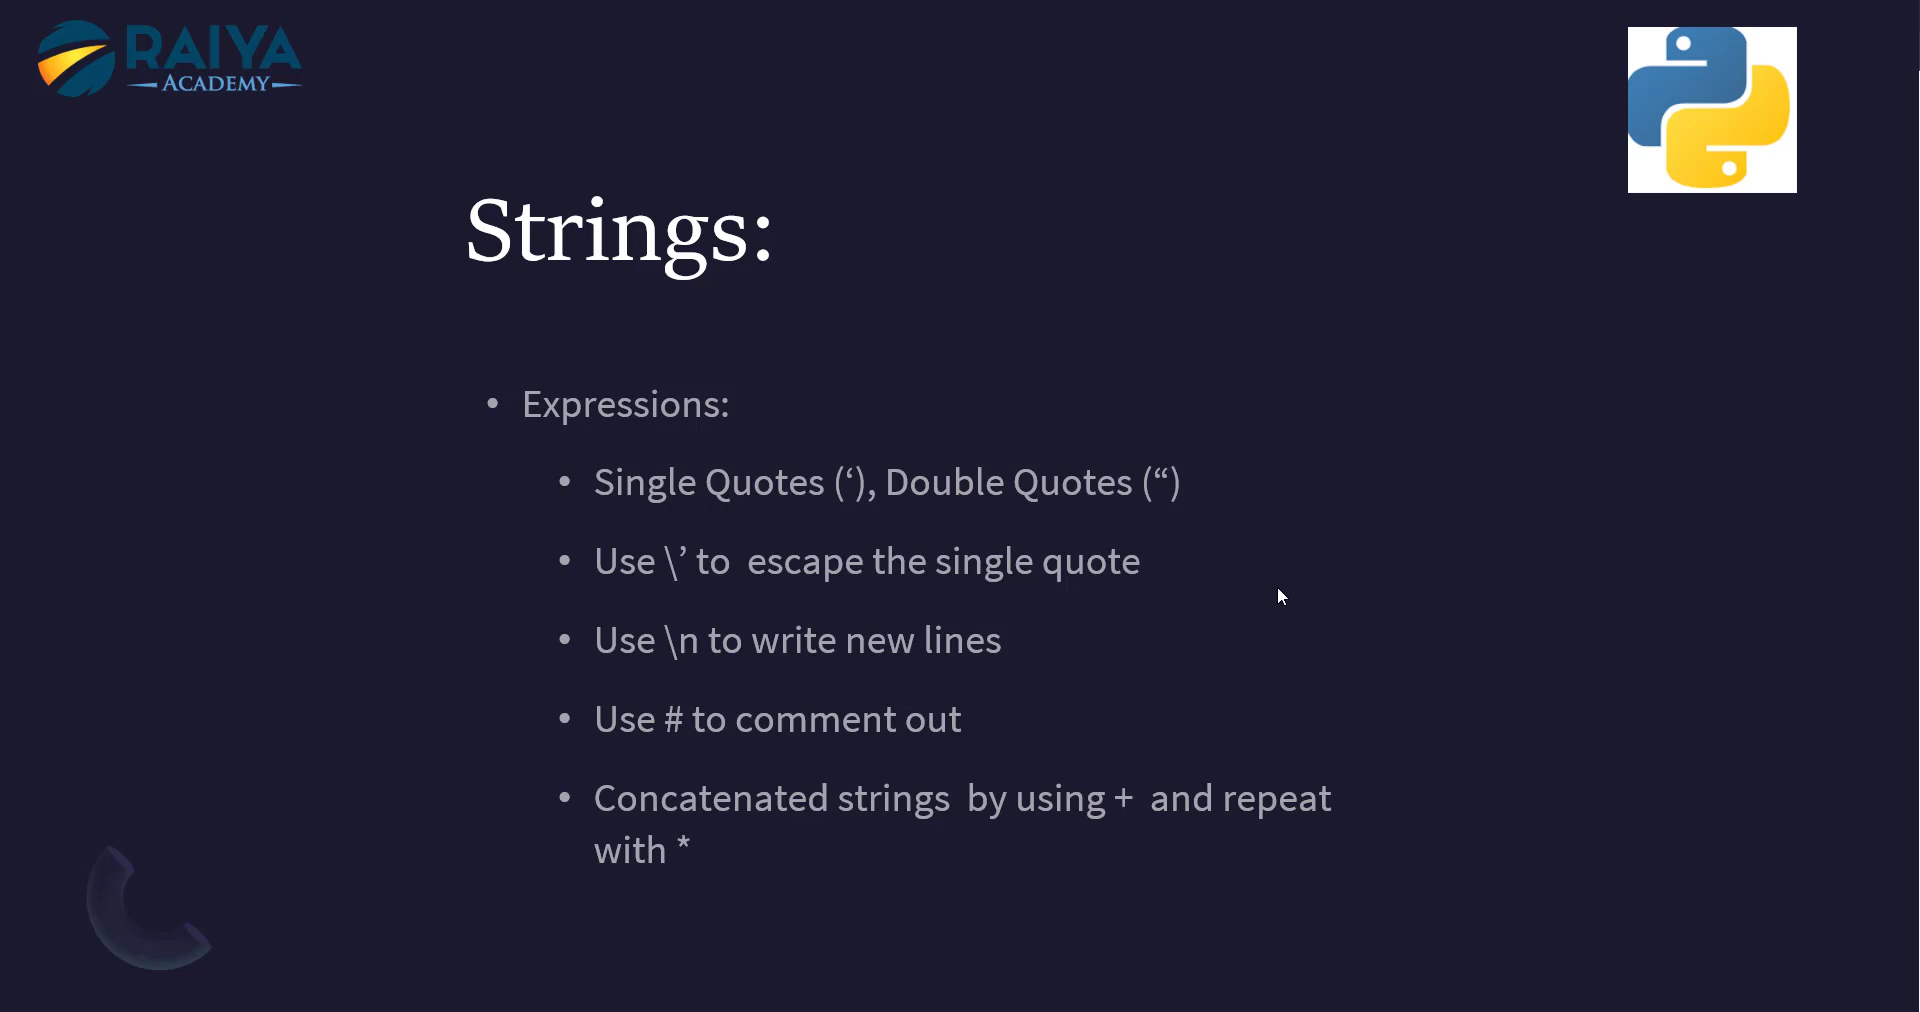 RAIYA
ACADEMY
Strings:
• Expressions:
• Single Quotes (‘), Double Quotes (“)
• Use \’ to  escape the single quote
• Use \n to write new lines
• Use # to comment out
• Concatenated strings  by using +  and repeat
with *